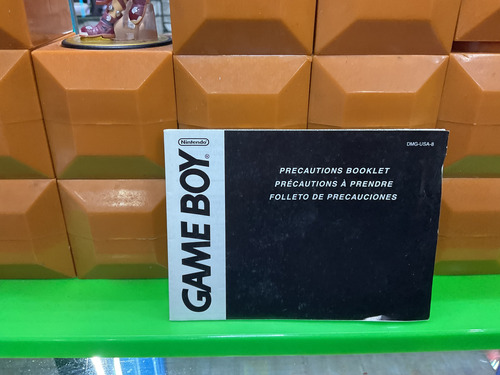 Nintendo®
GAME BOY®
DMG-USA-8
PRECAUTIONS BOOKLET
PRÉCAUTIONS À PRENDRE
FOLLETO DE PRECAUCIONES